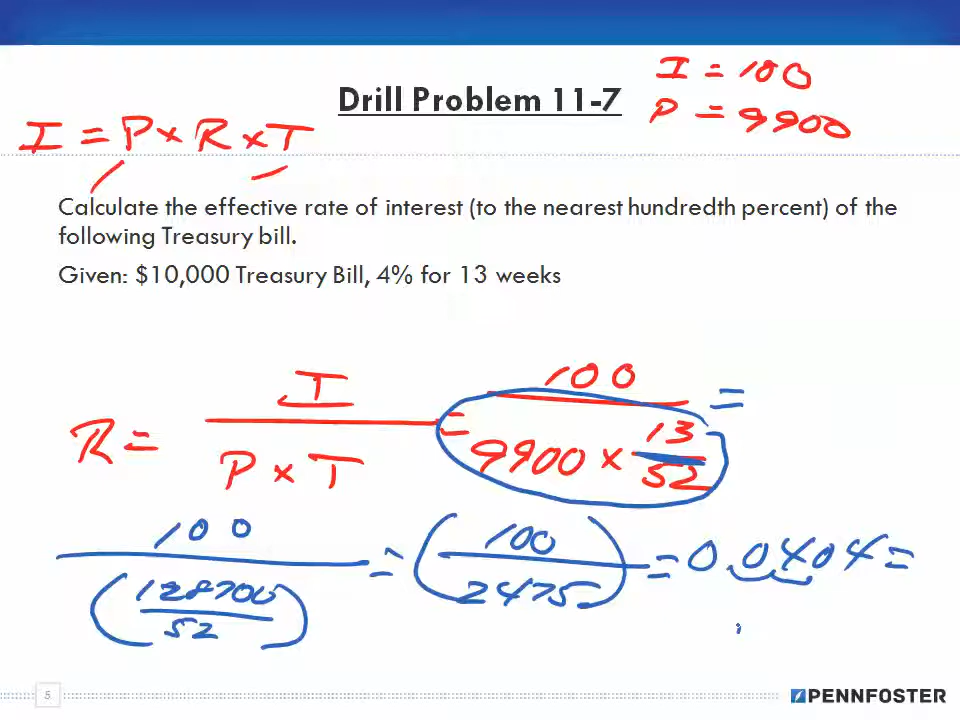 I = 100
Drill Problem 11-7
P = 9900
I = P × R × T
Calculate the effective rate of interest (to the nearest hundredth percent) of the
following Treasury bill.
Given: $10,000 Treasury Bill, 4% for 13 weeks
R = I / P × T = 100 / 9900 × 13/52 =
100 / (128700/52) = (100/2475) = 0.0404 =
5
PENNFOSTER